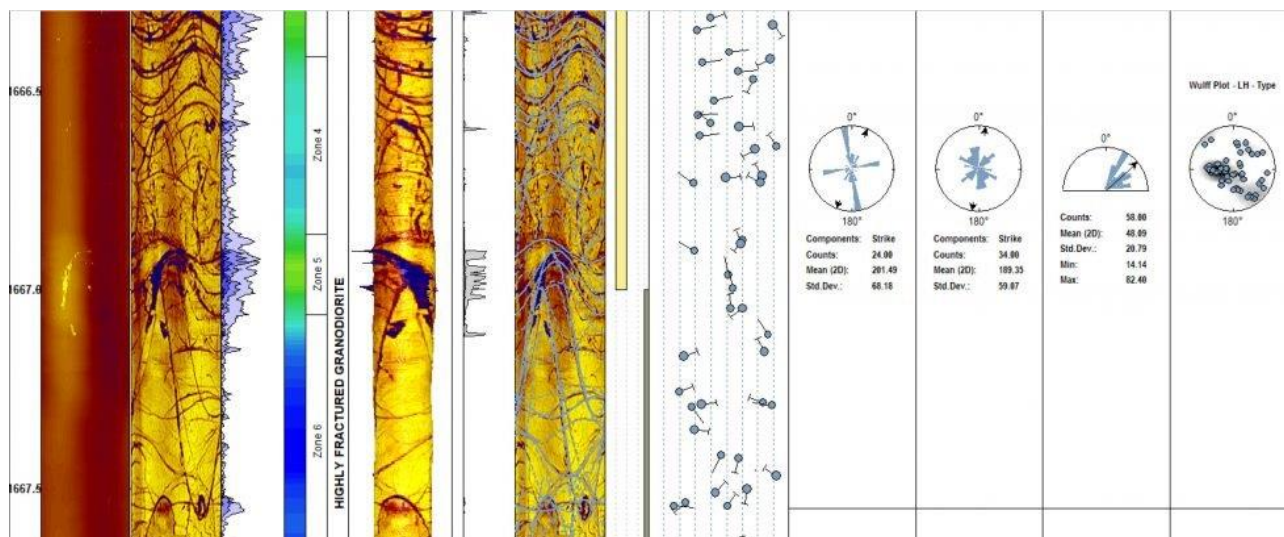 1666.5
1667.0
1667.5
Zone 4
Zone 5
Zone 6
HIGHLY FRACTURED GRANODIORITE
0°
180°
Components: Strike
Counts: 24.00
Mean (2D): 201.49
Std.Dev.: 68.18
0°
180°
Components: Strike
Counts: 34.00
Mean (2D): 189.35
Std.Dev.: 59.07
0°
Counts: 58.00
Mean (2D): 48.09
Std.Dev.: 20.79
Min: 14.14
Max: 82.40
Wulff Plot - LH - Type
0°
180°